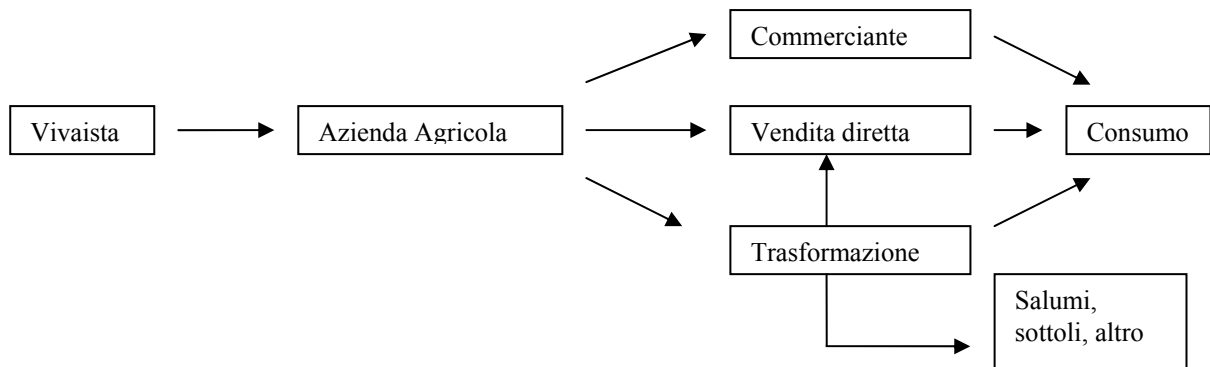 Commerciante
Vivaista
Azienda Agricola
Vendita diretta
Consumo
Trasformazione
Salumi,
sottoli, altro